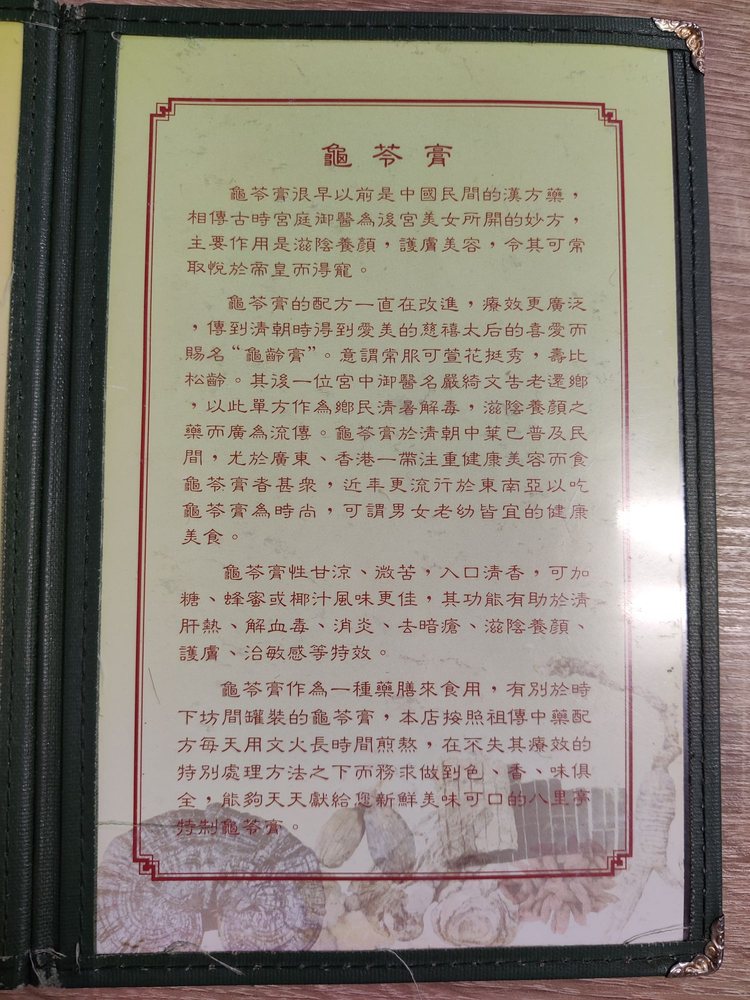 龜苓膏
龜苓膏很早以前是中國民間的漢方藥，
相傳古時宮庭御醫為後宮美女所開的妙方，
主要作用是滋陰養顏，護膚美容，令其可常
取悅於帝皇而得寵。
龜苓膏的配方一直在改進，療效更廣泛
，傳到清朝時得到愛美的慈禧太后的喜愛而
賜名“龜齡膏”。意謂常服可萱花挺秀，壽比
松齡。其後一位宮中御醫名嚴綺文告老還鄉
，以此單方作為鄉民清暑解毒，滋陰養顏之
藥而廣為流傳。龜苓膏於清朝中葉已普及民
間，尤於廣東、香港一帶注重健康美容而食
龜苓膏者甚衆，近年更流行於東南亞以吃
龜苓膏為時尚，可謂男女老幼皆宜的健康
美食。
龜苓膏性甘涼、微苦，入口清香，可加
糖、蜂蜜或椰汁風味更佳，其功能有助於清
肝熱、解血毒、消炎、去暗瘡、滋陰養顏、
護膚、治敏感等特效。
龜苓膏作為一種藥膳來食用，有別於時
下坊間罐裝的龜苓膏，本店按照祖傳中藥配
方每天用文火長時間煎熬，在不失其療效的
特別處理方法之下而務求做到色、香、味俱
全，能夠天天獻給您新鮮美味可口的八里亭
特制龜苓膏。